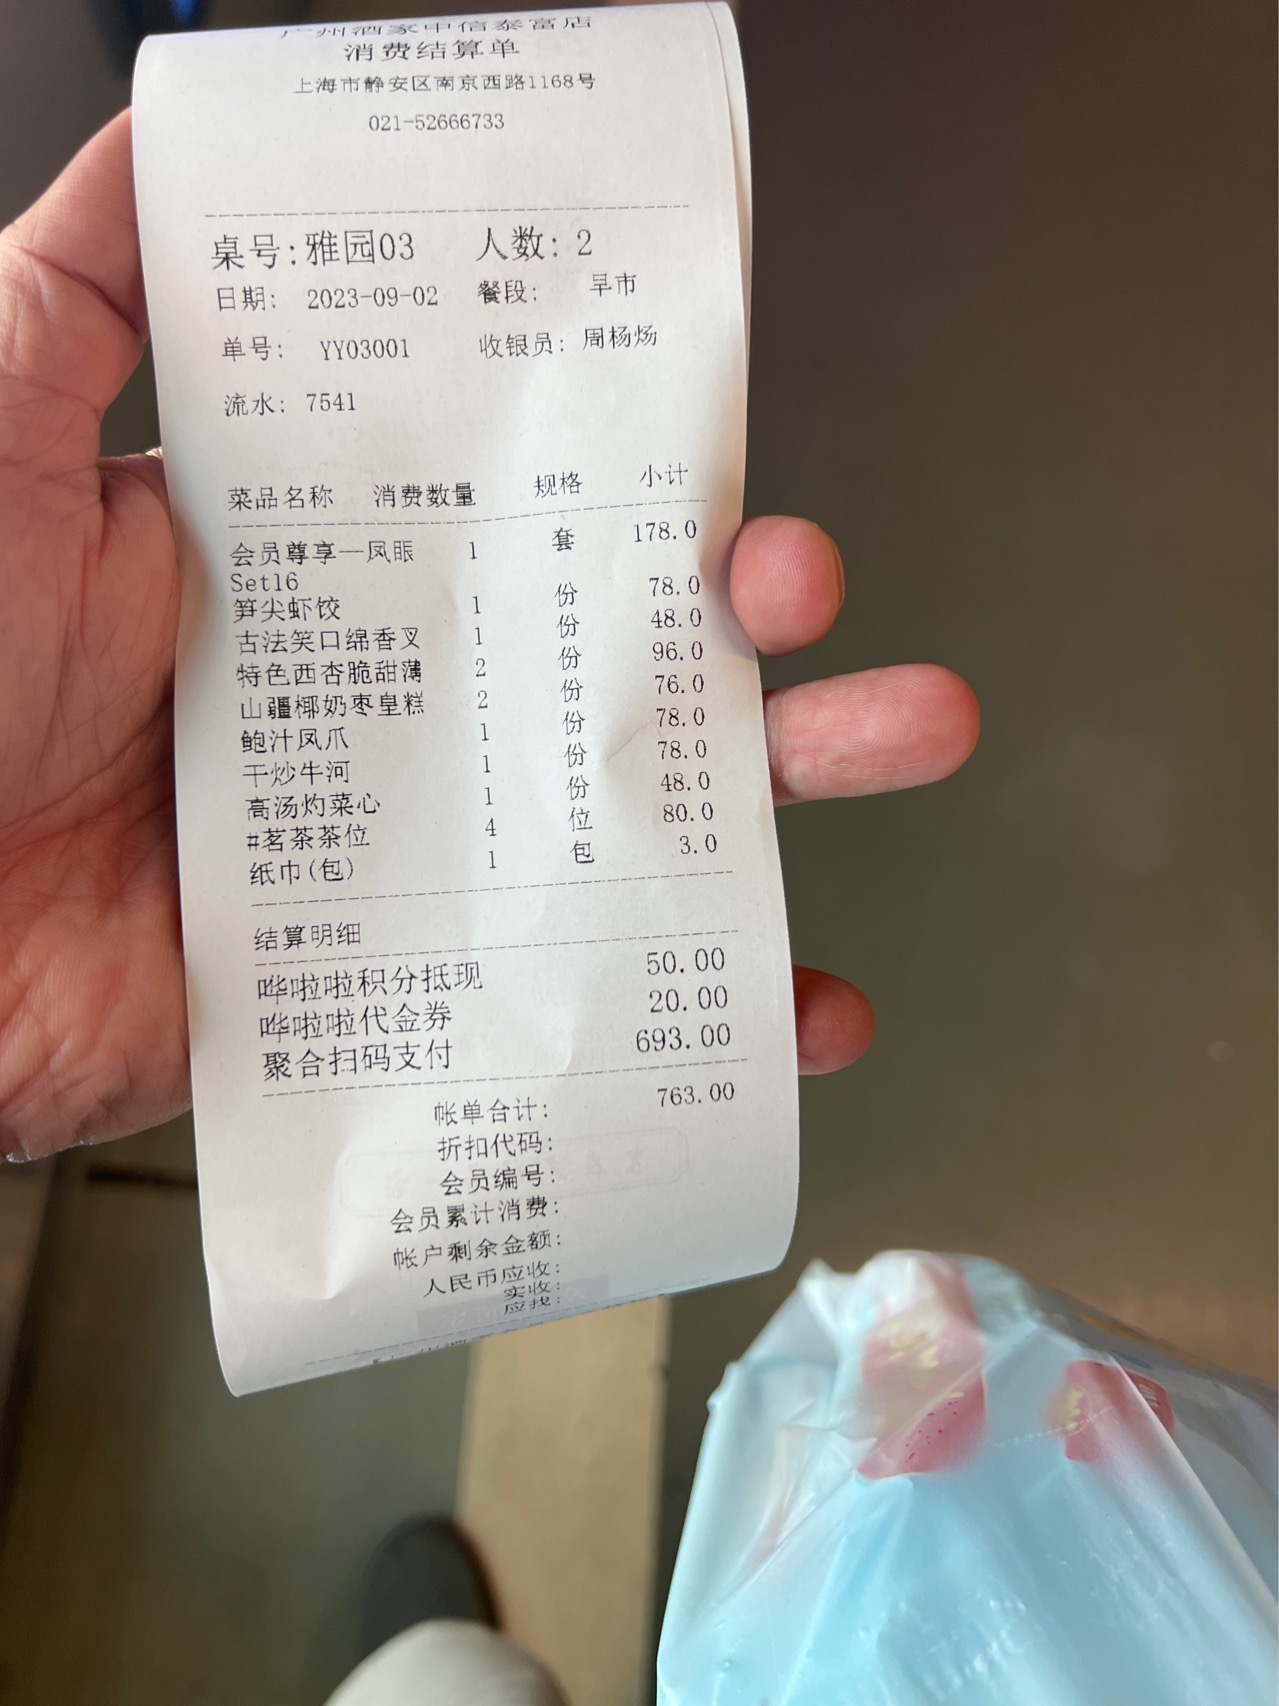 广州酒家中信泰富店
消费结算单
上海市静安区南京西路1168号
021-52666733
桌号:雅园03 人数: 2
日期: 2023-09-02 餐段: 早市
单号: YY03001 收银员: 周杨炀
流水: 7541
菜品名称 消费数量 规格 小计
会员尊享—凤眼 1 套 178.0
Set16
笋尖虾饺 1 份 78.0
古法笑口绵香叉 1 份 48.0
特色西杏脆甜薄 2 份 96.0
山疆椰奶枣皇糕 2 份 76.0
鲍汁凤爪 1 份 78.0
干炒牛河 1 份 78.0
高汤灼菜心 1 份 48.0
#茗茶茶位 4 位 80.0
纸巾(包) 1 包 3.0
结算明细
哗啦啦积分抵现 50.00
哗啦啦代金券 20.00
聚合扫码支付 693.00
帐单合计: 763.00
折扣代码:
会员编号:
会员累计消费:
帐户剩余金额:
人民币应收:
实收:
应找: